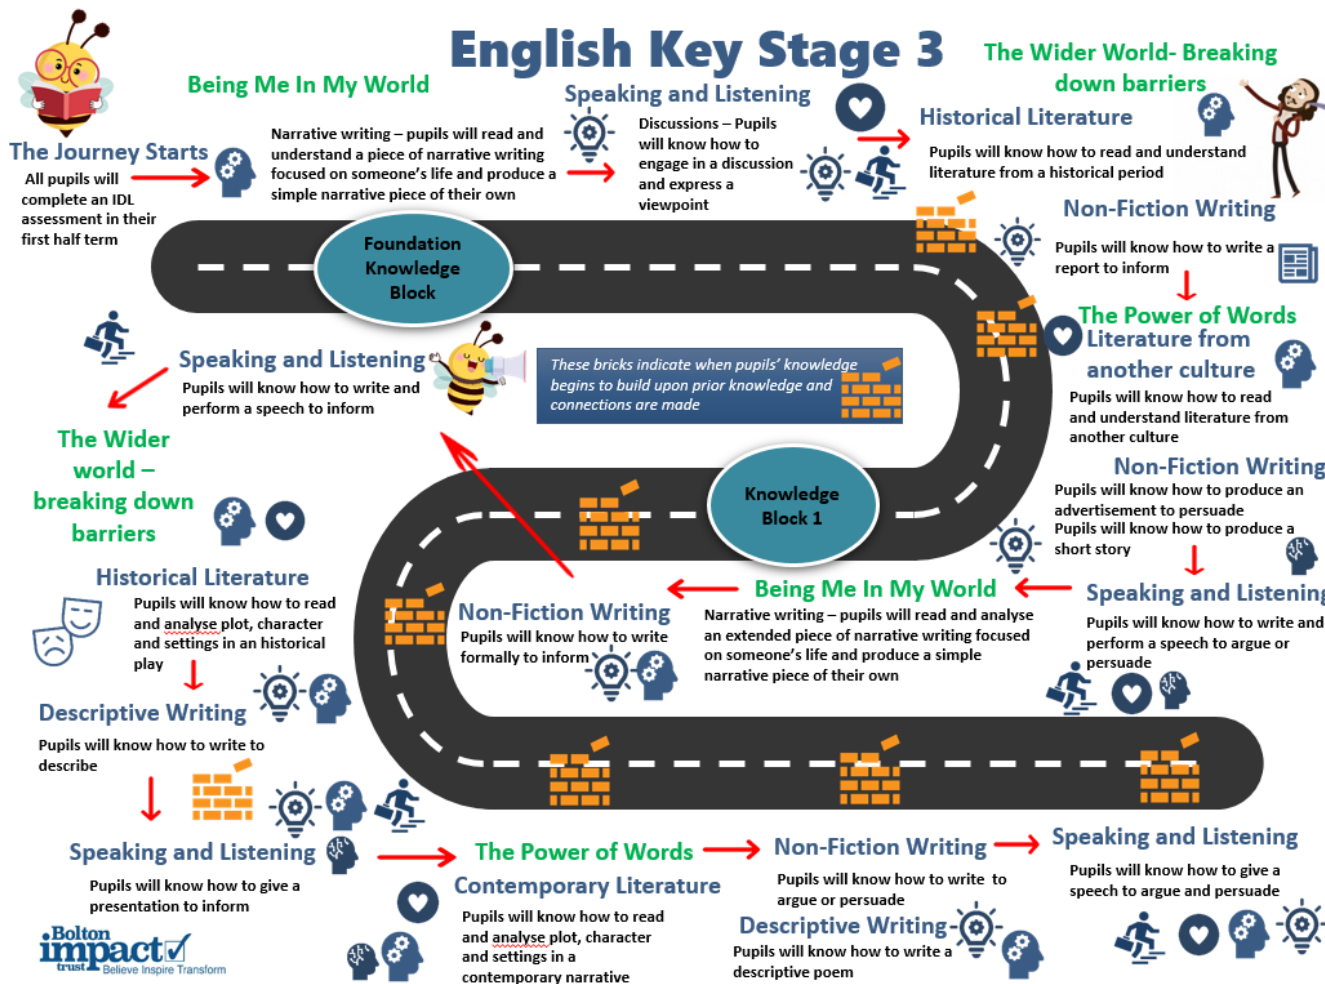 English Key Stage 3
Being Me In My World
The Journey Starts
All pupils will
complete an IDL
assessment in their
first half term
Narrative writing – pupils will read and
understand a piece of narrative writing
focused on someone's life and produce a
simple narrative piece of their own
Speaking and Listening
Discussions – Pupils
will know how to
engage in a discussion
and express a
viewpoint
The Wider World- Breaking
down barriers
Historical Literature
Pupils will know how to read and understand
literature from a historical period
Non-Fiction Writing
Pupils will know how to write a
report to inform
Foundation
Knowledge
Block
The Power of Words
Literature from
another culture
Pupils will know how to read
and understand literature from
another culture
These bricks indicate when pupils' knowledge
begins to build upon prior knowledge and
connections are made
Non-Fiction Writing
Pupils will know how to produce an
advertisement to persuade
Pupils will know how to produce a
short story
Speaking and Listening
Pupils will know how to write and
perform a speech to argue or
persuade
Knowledge
Block 1
Being Me In My World
Narrative writing – pupils will read and analyse
an extended piece of narrative writing focused
on someone's life and produce a simple
narrative piece of their own
Non-Fiction Writing
Pupils will know how to write
formally to inform
Speaking and Listening
Pupils will know how to write and
perform a speech to inform
The Wider
world –
breaking down
barriers
Historical Literature
Pupils will know how to read
and analyse plot, character
and settings in an historical
play
Descriptive Writing
Pupils will know how to write to
describe
Speaking and Listening
Pupils will know how to give a
presentation to inform
The Power of Words
Contemporary Literature
Pupils will know how to read
and analyse plot, character
and settings in a
contemporary narrative
Non-Fiction Writing
Pupils will know how to write to
argue or persuade
Descriptive Writing
Pupils will know how to write a
descriptive poem
Speaking and Listening
Pupils will know how to give a
speech to argue and persuade
Bolton
impact
trust Believe Inspire Transform